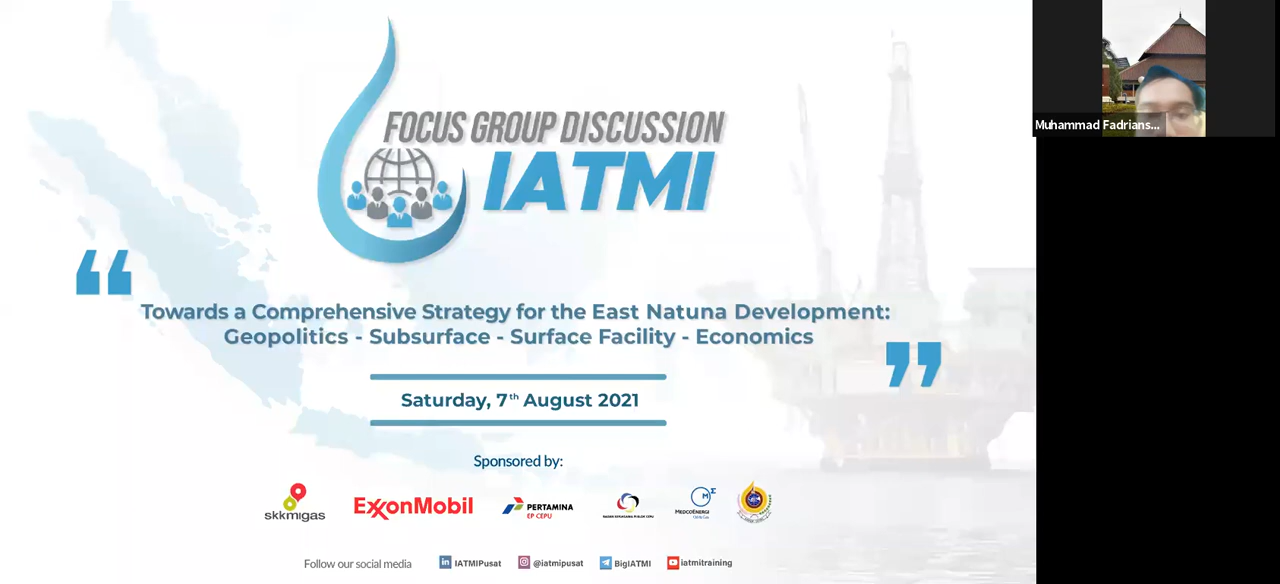 FOCUS GROUP DISCUSSION
IATMI
Muhammad Fadrians...
“
Towards a Comprehensive Strategy for the East Natuna Development:
Geopolitics - Subsurface - Surface Facility - Economics
”
Saturday, 7th August 2021
Sponsored by:
skkmigas
ExxonMobil
PERTAMINA
EP CEPU
MEDCOENERGI
Follow our social media
IATMIPusat
@iatmipusat
BigIATMI
iatmitraining